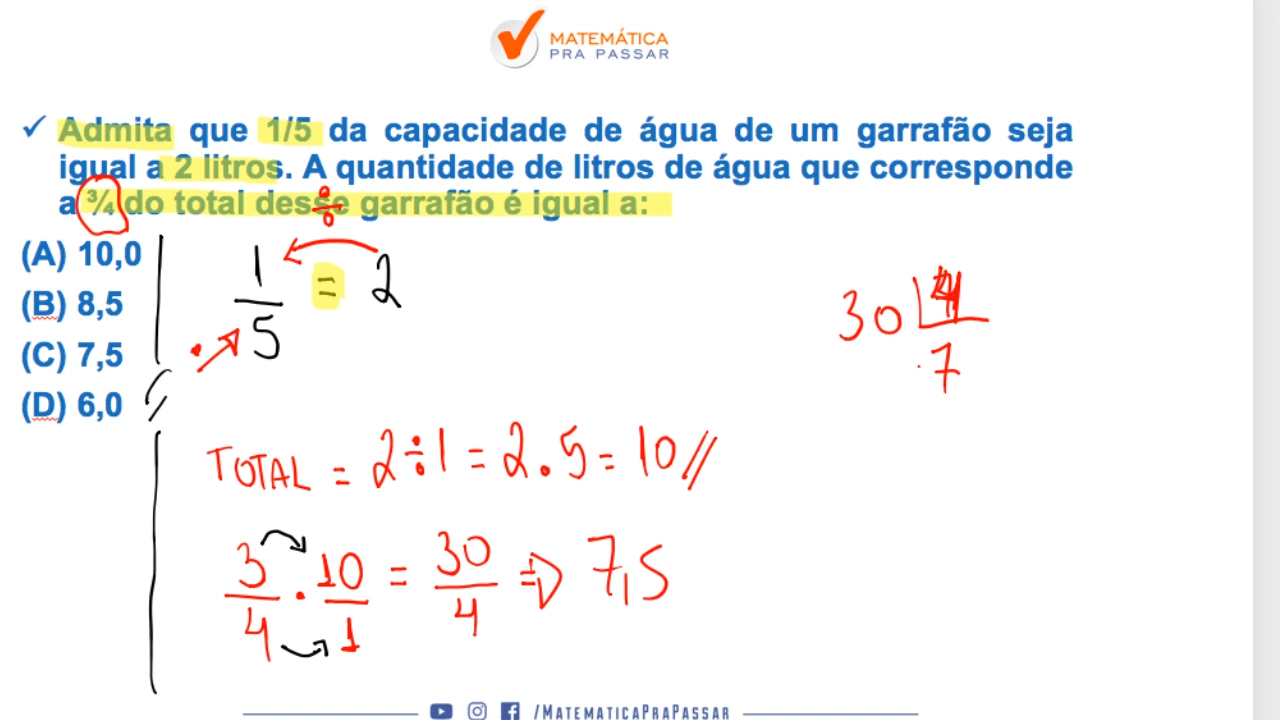 MATEMÁTICA
PRA PASSAR
✓ Admita que 1/5 da capacidade de água de um garrafão seja
igual a 2 litros. A quantidade de litros de água que corresponde
a ¾ do total desse garrafão é igual a:
÷
(A) 10,0
(B) 8,5
(C) 7,5
(D) 6,0
1/5 = 2
30 4
7
TOTAL = 2 ÷ 1 = 2 . 5 = 10 //
3/4 . 10/1 = 30/4 => 7,5
/MATEMATICAPRAPASSAR